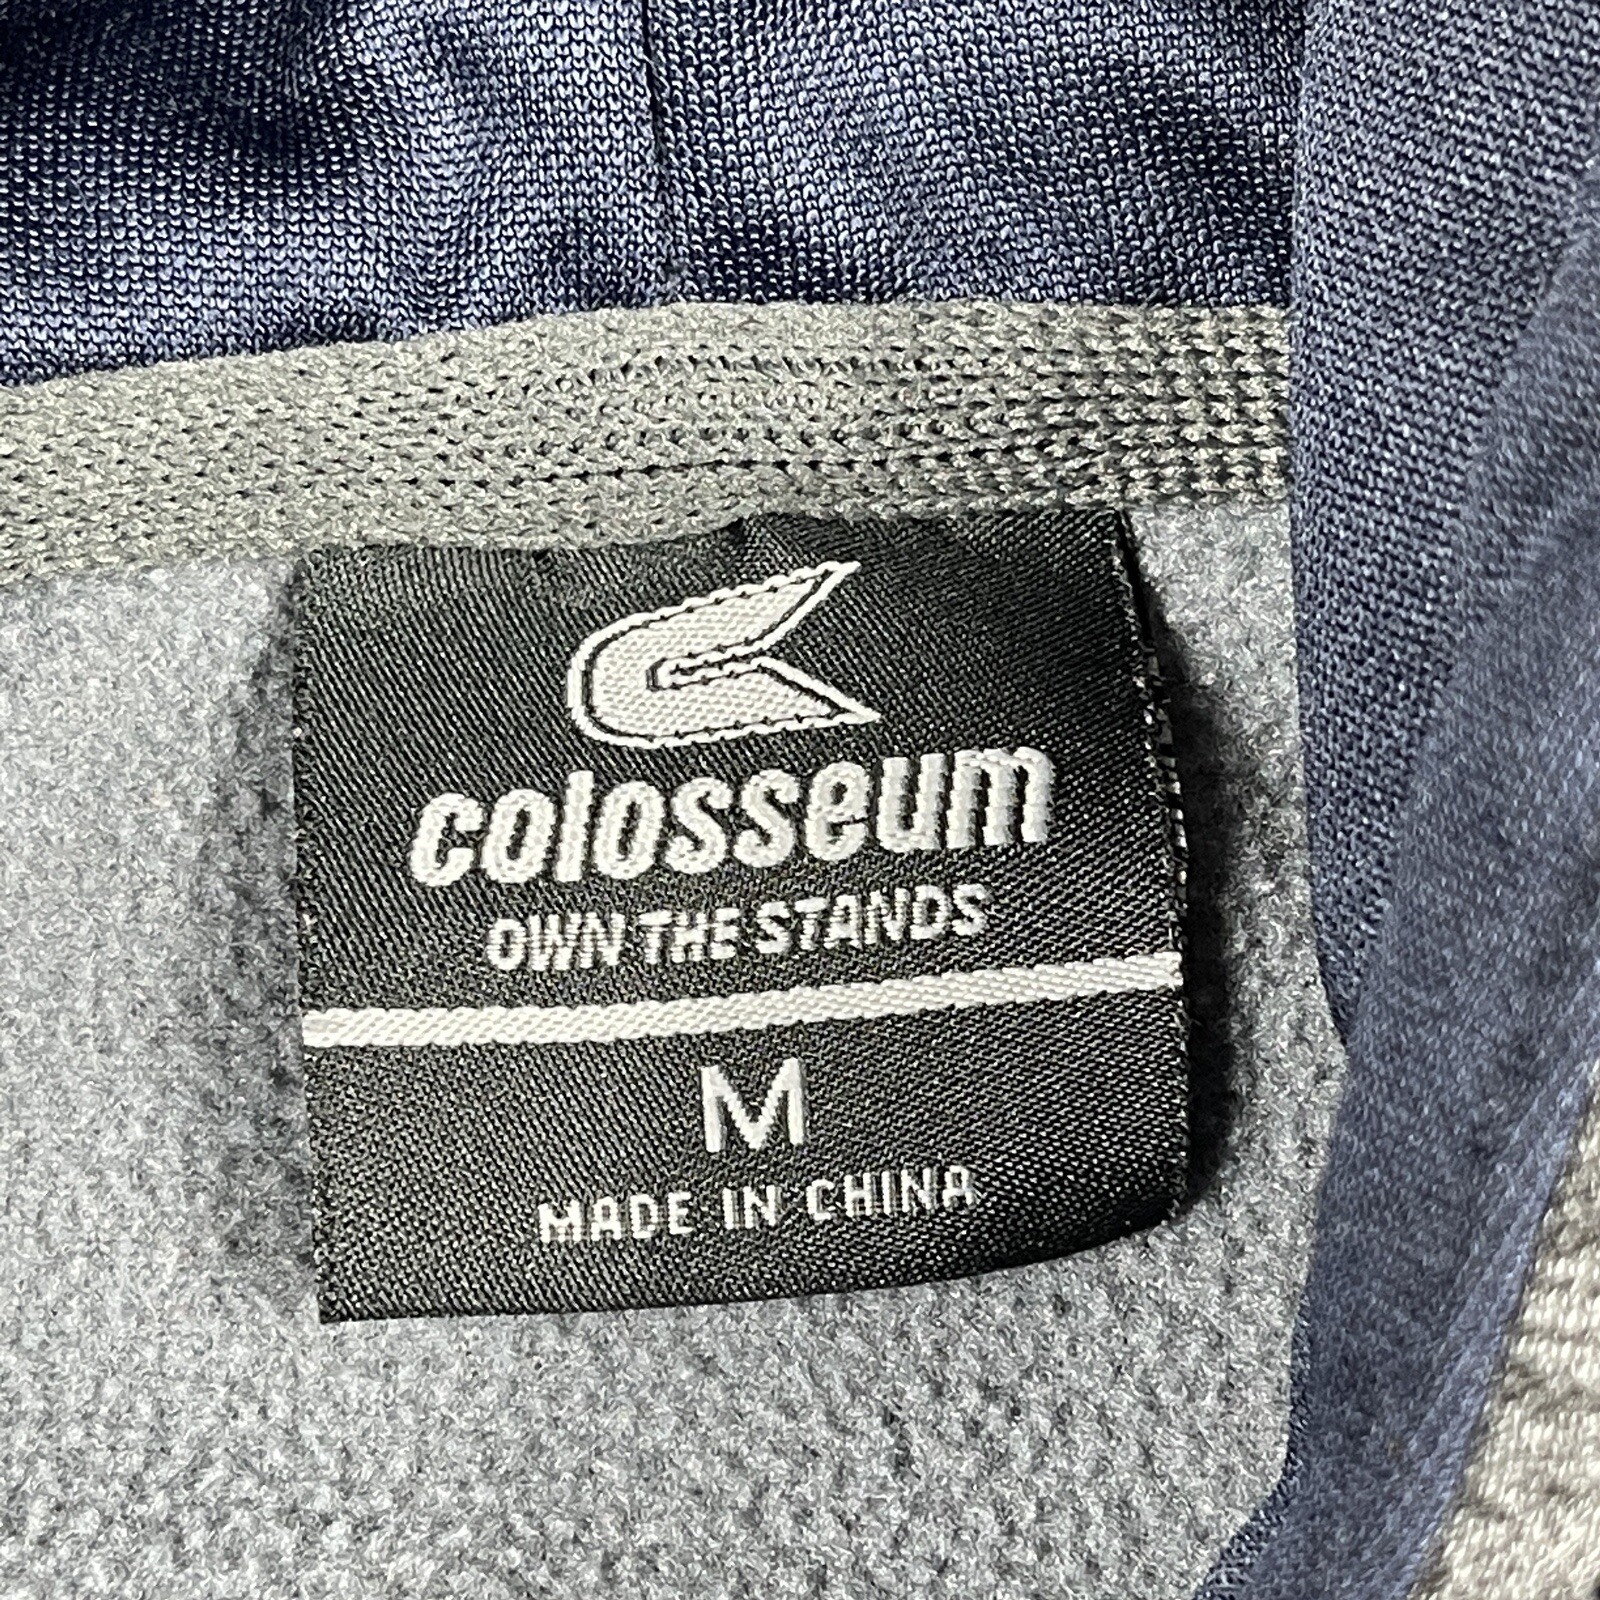 colosseum
OWN THE STANDS
M
MADE IN CHINA